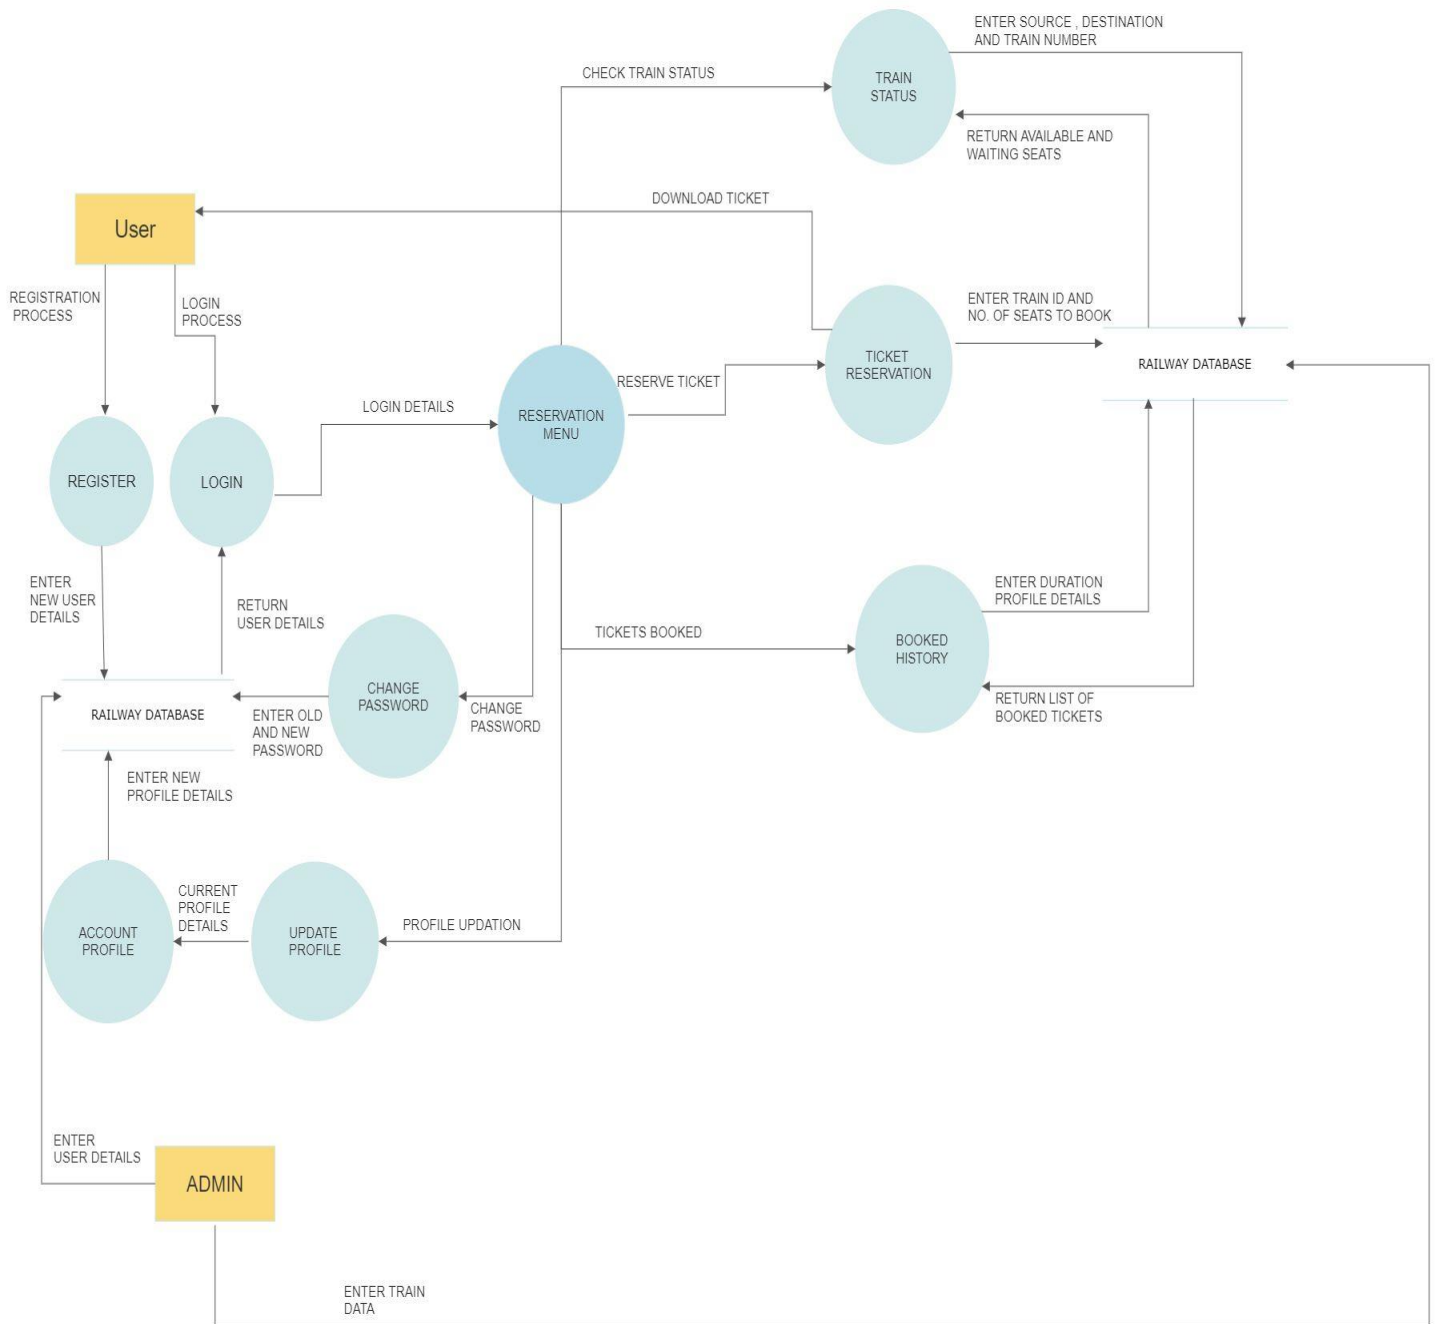 ENTER SOURCE , DESTINATION
AND TRAIN NUMBER
CHECK TRAIN STATUS
TRAIN
STATUS
RETURN AVAILABLE AND
WAITING SEATS
DOWNLOAD TICKET
User
REGISTRATION
PROCESS
LOGIN
PROCESS
ENTER TRAIN ID AND
NO. OF SEATS TO BOOK
TICKET
RESERVATION
RAILWAY DATABASE
RESERVE TICKET
LOGIN DETAILS
RESERVATION
MENU
REGISTER
LOGIN
ENTER
NEW USER
DETAILS
RETURN
USER DETAILS
ENTER DURATION
PROFILE DETAILS
TICKETS BOOKED
BOOKED
HISTORY
CHANGE
PASSWORD
RAILWAY DATABASE
ENTER OLD
AND NEW
PASSWORD
CHANGE
PASSWORD
RETURN LIST OF
BOOKED TICKETS
ENTER NEW
PROFILE DETAILS
CURRENT
PROFILE
DETAILS
ACCOUNT
PROFILE
UPDATE
PROFILE
PROFILE UPDATION
ENTER
USER DETAILS
ADMIN
ENTER TRAIN
DATA